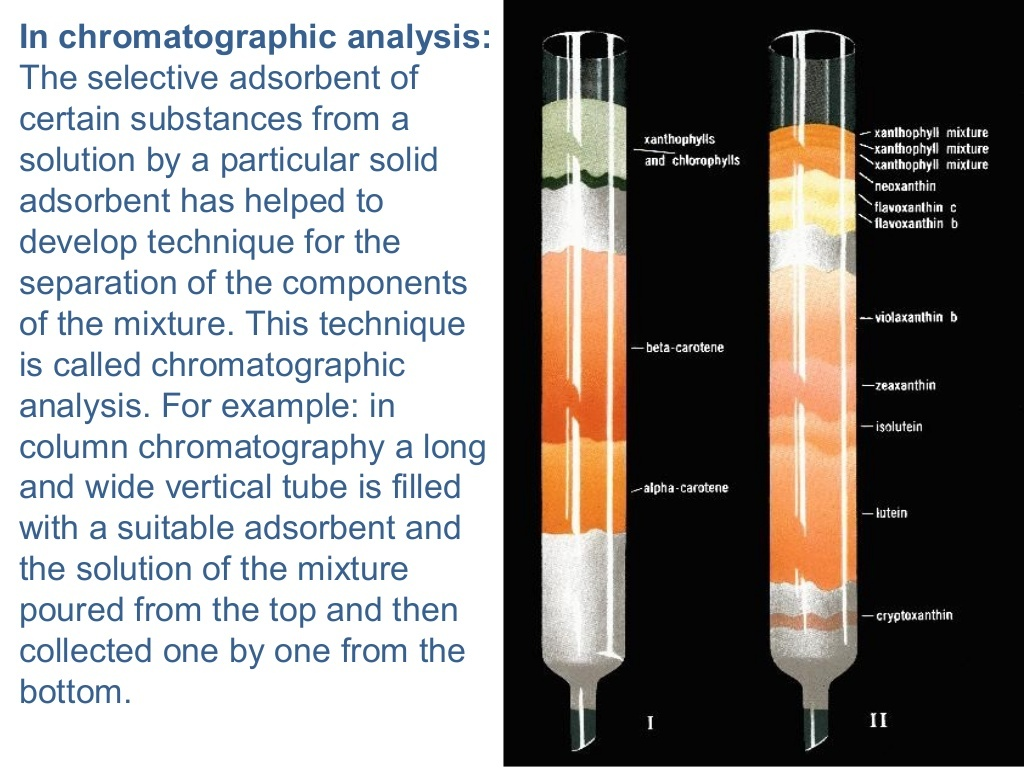 In chromatographic analysis:
The selective adsorbent of
certain substances from a
solution by a particular solid
adsorbent has helped to
develop technique for the
separation of the components
of the mixture. This technique
is called chromatographic
analysis. For example: in
column chromatography a long
and wide vertical tube is filled
with a suitable adsorbent and
the solution of the mixture
poured from the top and then
collected one by one from the
bottom.
xanthophylls
and chlorophylls
beta-carotene
alpha-carotene
I
xanthophyll mixture
xanthophyll mixture
xanthophyll mixture
neoxanthin
flavoxanthin c
flavoxanthin b
violaxanthin b
zeaxanthin
isolutein
lutein
cryptoxanthin
II